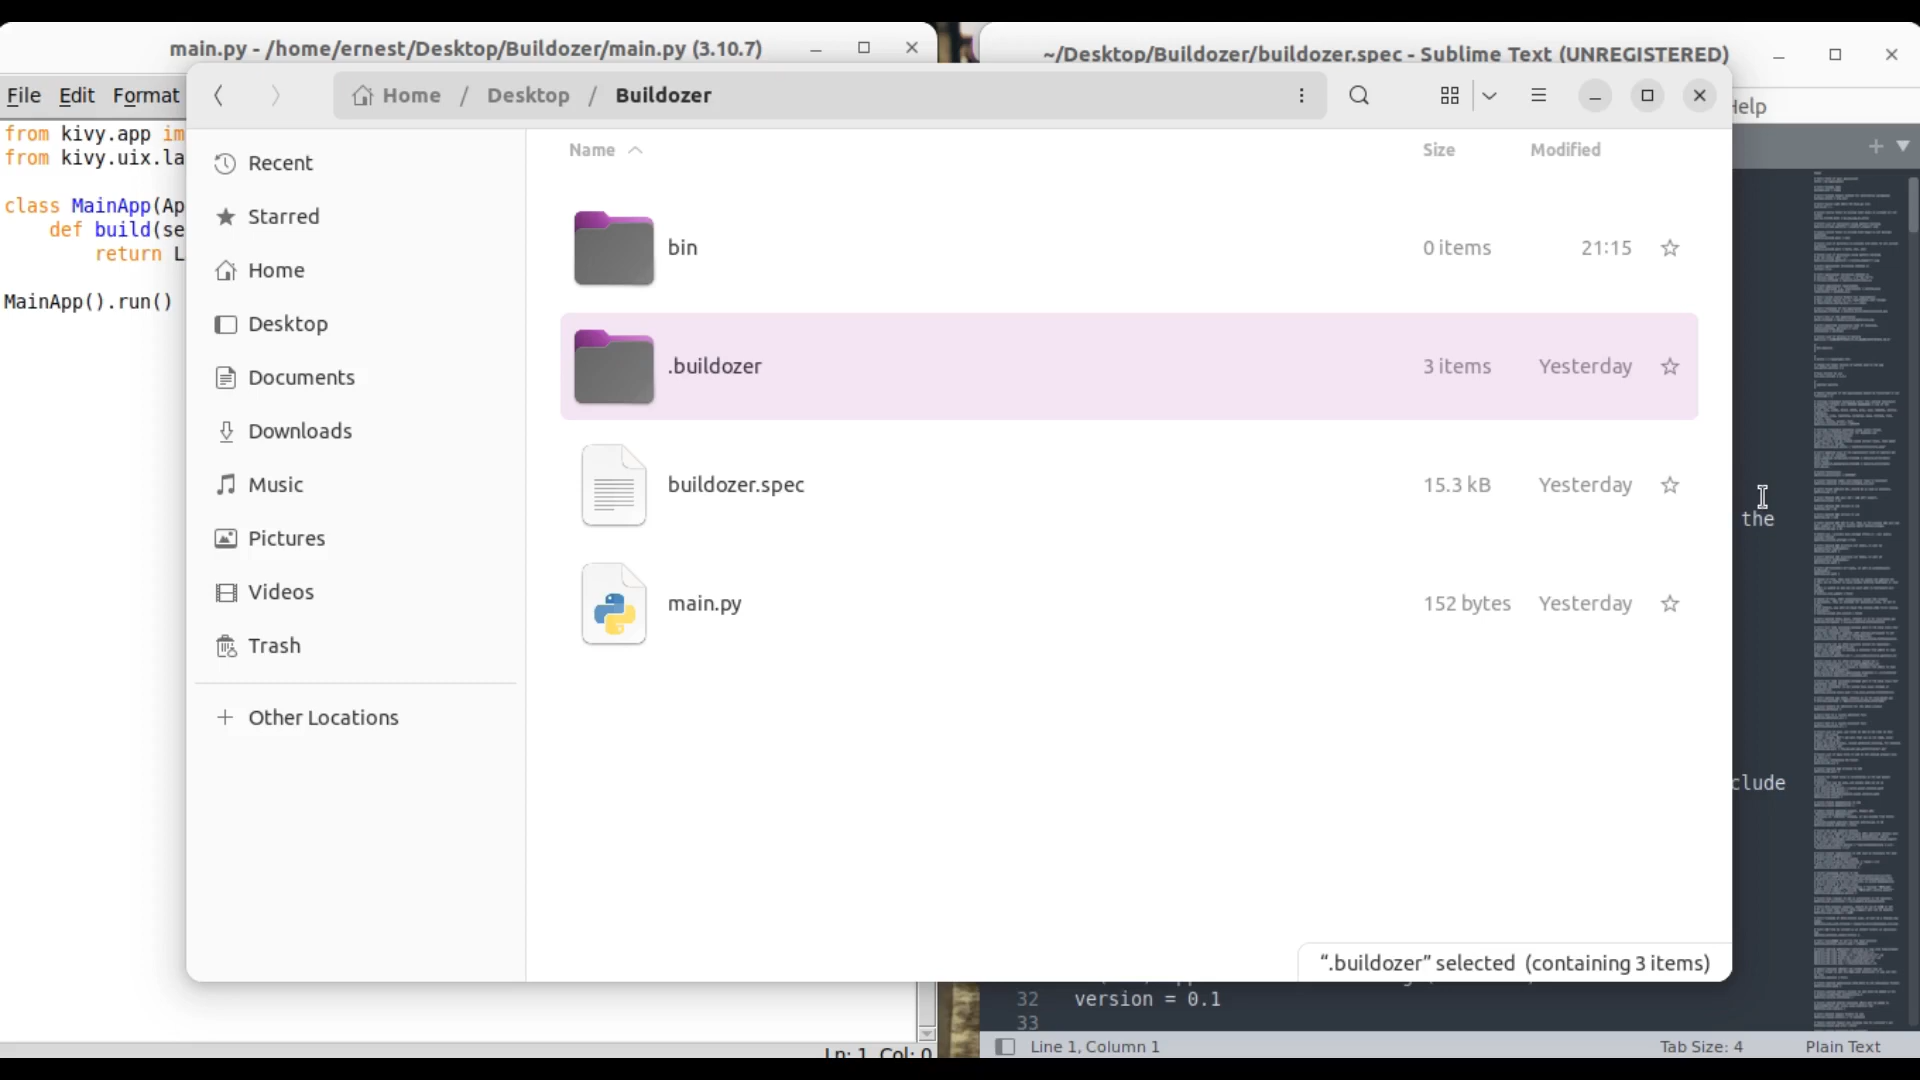 main.py - /home/ernest/Desktop/Buildozer/main.py (3.10.7)
~/Desktop/Buildozer/buildozer.spec - Sublime Text (UNREGISTERED)
File Edit Format
Home / Desktop / Buildozer
Help
from kivy.app im
from kivy.uix.la
class MainApp(Ap
def build(se
return L
MainApp().run()
Recent
Starred
Home
Desktop
Documents
Downloads
Music
Pictures
Videos
Trash
Other Locations
Name Size Modified
bin 0 items 21:15
.buildozer 3 items Yesterday
buildozer.spec 15.3 kB Yesterday
main.py 152 bytes Yesterday
the
clude
“.buildozer” selected (containing 3 items)
32 version = 0.1
33
Ln: 1 Col: 0
Line 1, Column 1
Tab Size: 4
Plain Text